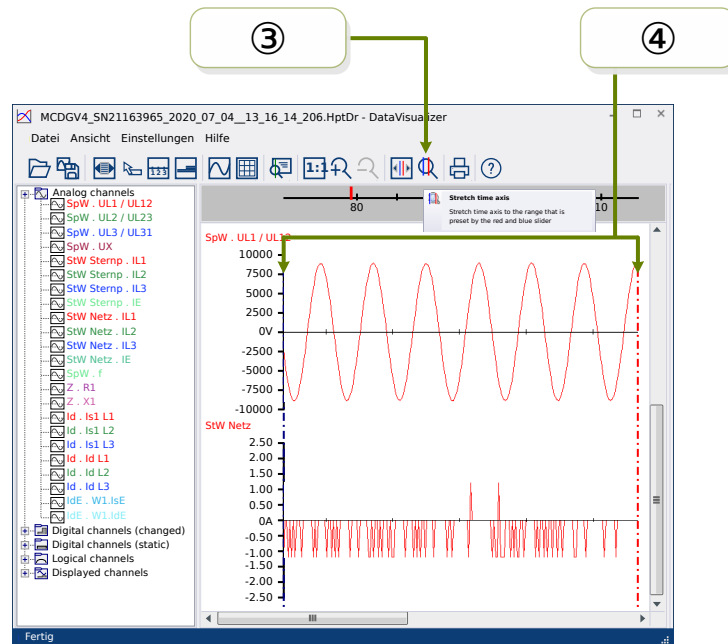 ③ ④
MCDGV4_SN21163965_2020_07_04__13_16_14_206.HptDr - DataVisualizer
Datei Ansicht Einstellungen Hilfe
1 2 3
1:1
Analog channels
SpW . UL1 / UL12
SpW . UL2 / UL23
SpW . UL3 / UL31
SpW . UX
StW Sternp . IL1
StW Sternp . IL2
StW Sternp . IL3
StW Sternp . IE
StW Netz . IL1
StW Netz . IL2
StW Netz . IL3
StW Netz . IE
SpW . f
Z . R1
Z . X1
Id . Is1 L1
Id . Is1 L2
Id . Is1 L3
Id . Id L1
Id . Id L2
Id . Id L3
IdE . W1.IsE
IdE . W1.IdE
Digital channels (changed)
Digital channels (static)
Logical channels
Displayed channels
80
10
Stretch time axis
Stretch time axis to the range that is
preset by the red and blue slider
SpW . UL1 / UL12
10000
7500
5000
2500
0V
-2500
-5000
-7500
-10000
StW Netz
2.50
2.00
1.50
1.00
0.50
0A
-0.50
-1.00
-1.50
-2.00
-2.50
Fertig